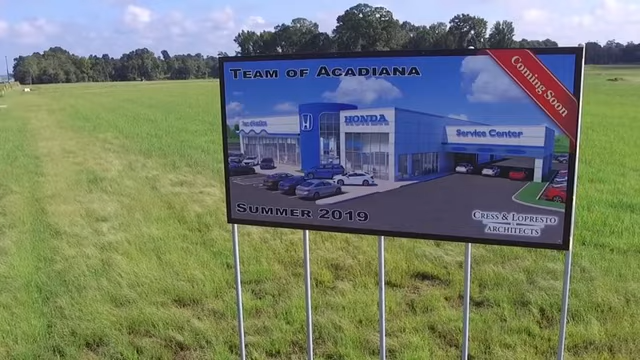 TEAM OF ACADIANA
Coming Soon
HONDA
Service Center
SUMMER 2019
CRESS & LOPRESTO
ARCHITECTS